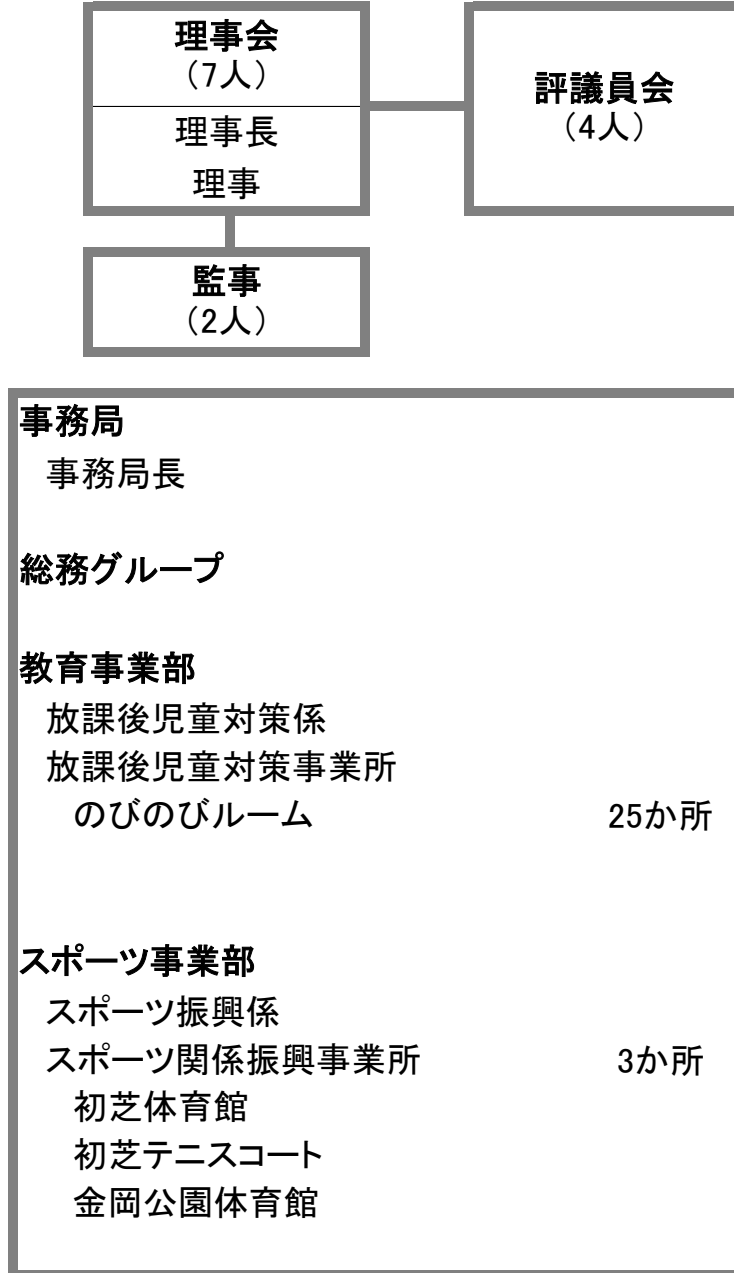 理事会
（7人）
理事長
理事
評議員会
（4人）
監事
（2人）
事務局
事務局長
総務グループ
教育事業部
放課後児童対策係
放課後児童対策事業所
のびのびルーム 25か所
スポーツ事業部
スポーツ振興係
スポーツ関係振興事業所 3か所
初芝体育館
初芝テニスコート
金岡公園体育館